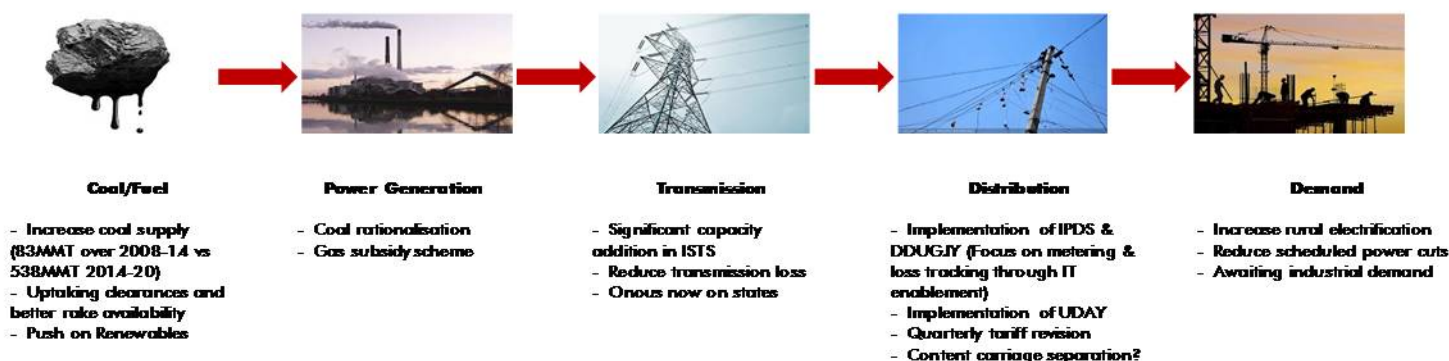 Coal/Fuel
- Increase coal supply
(83MMT over 2008-14 vs
538MMT 2014-20)
- Uptaking clearances and
better rake availability
- Push on Renewables
Power Generation
- Coal rationalisation
- Gas subsidy scheme
Transmission
- Significant capacity
addition in ISTS
- Reduce transmission loss
- Onous now on states
Distribution
- Implementation of IPDS &
DDUGJY (Focus on metering &
loss tracking through IT
enablement)
- Implementation of UDAY
- Quarterly tariff revision
- Content carriage separation?
Demand
- Increase rural electrification
- Reduce scheduled power cuts
- Awaiting industrial demand